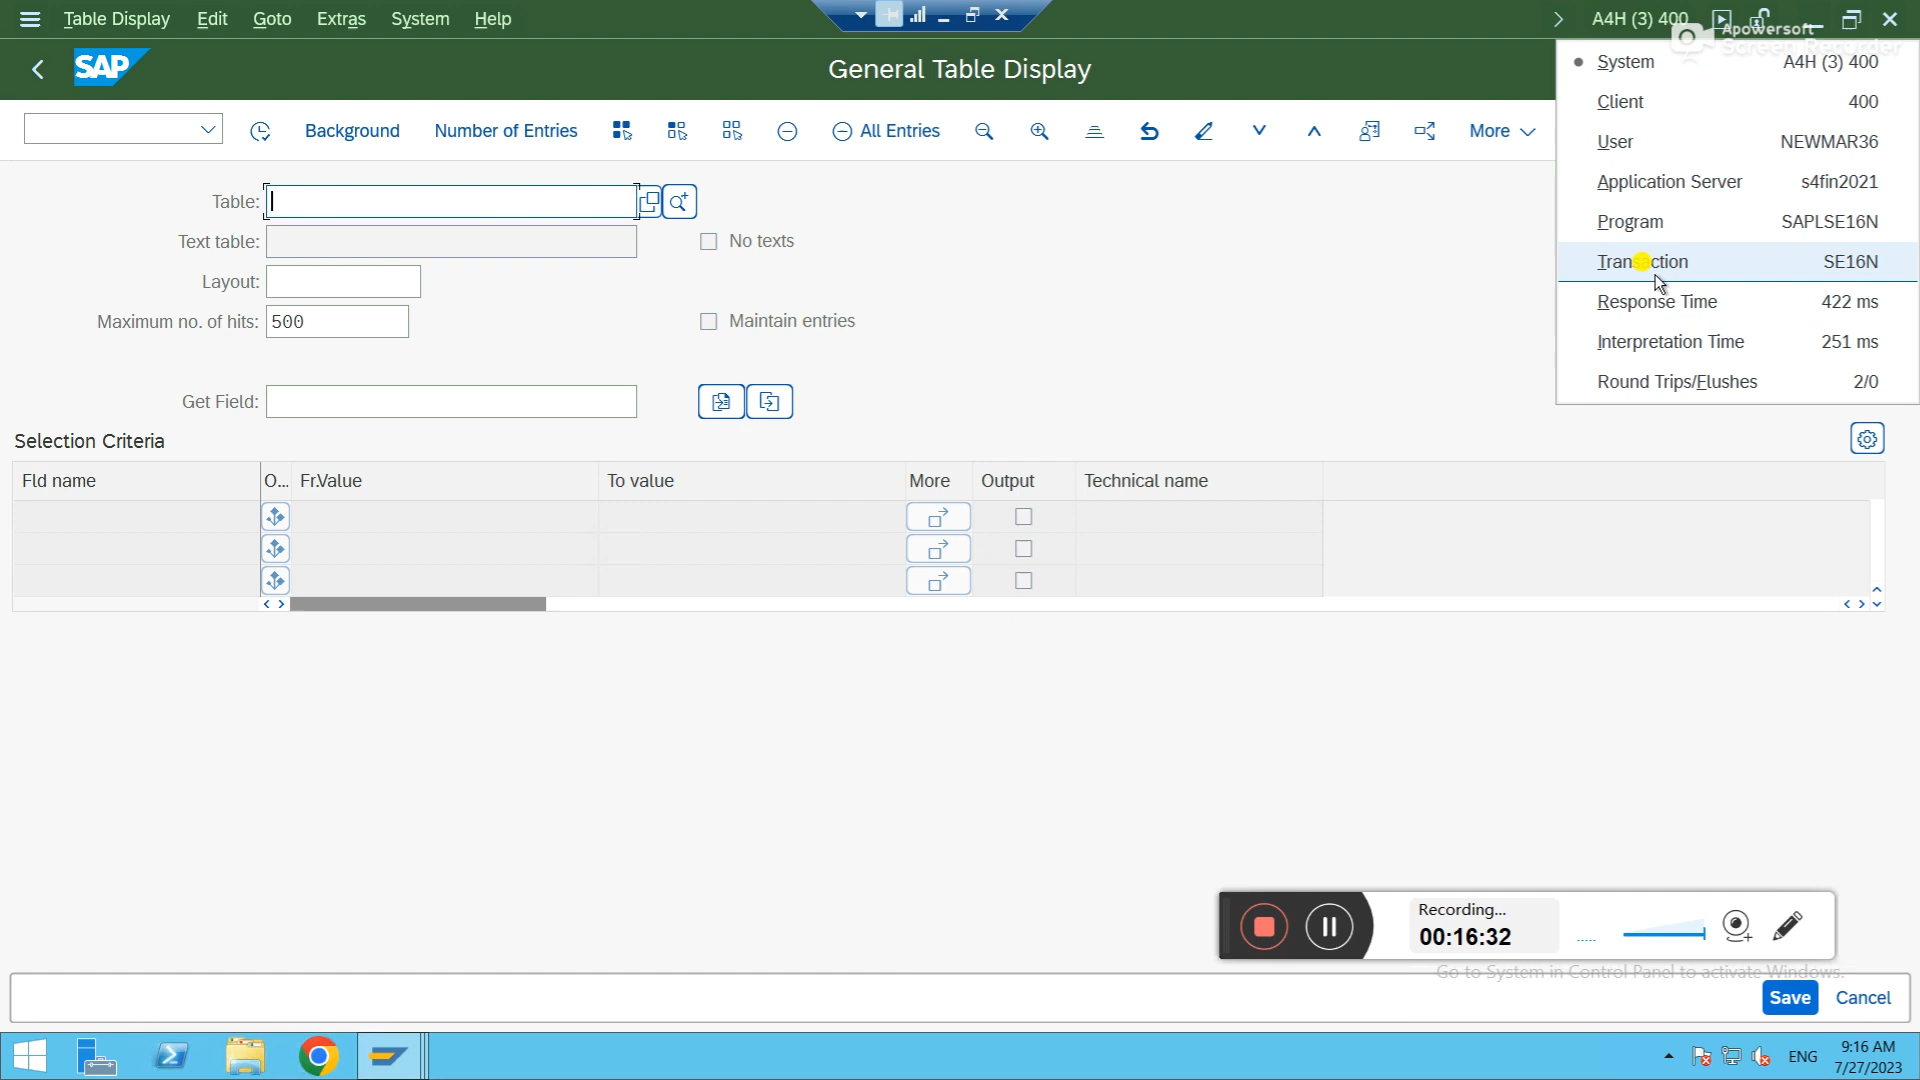 Table Display Edit Goto Extras System Help
A4H (3) 400
Apowersoft
Screen Recorder
SAP
General Table Display
System A4H (3) 400
Client 400
User NEWMAR36
Application Server s4fin2021
Program SAPLSE16N
Transaction SE16N
Response Time 422 ms
Interpretation Time 251 ms
Round Trips/Flushes 2/0
Background Number of Entries All Entries More
Table:
Text table: No texts
Layout:
Maximum no. of hits: 500 Maintain entries
Get Field:
Selection Criteria
Fld name O... Fr.Value To value More Output Technical name
Recording...
00:16:32
Go to System in Control Panel to activate Windows.
Save Cancel
ENG
9:16 AM
7/27/2023